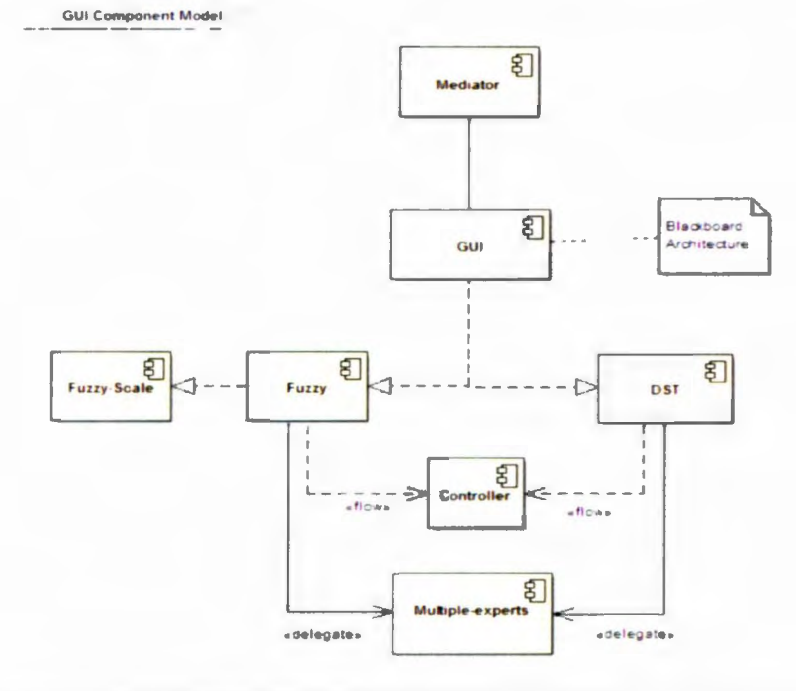 GUI Component Model
Mediator
GUI
Blackboard
Architecture
Fuzzy-Scale
Fuzzy
DST
Controller
«flow»
«flow»
Multiple-experts
«delegate»
«delegate»